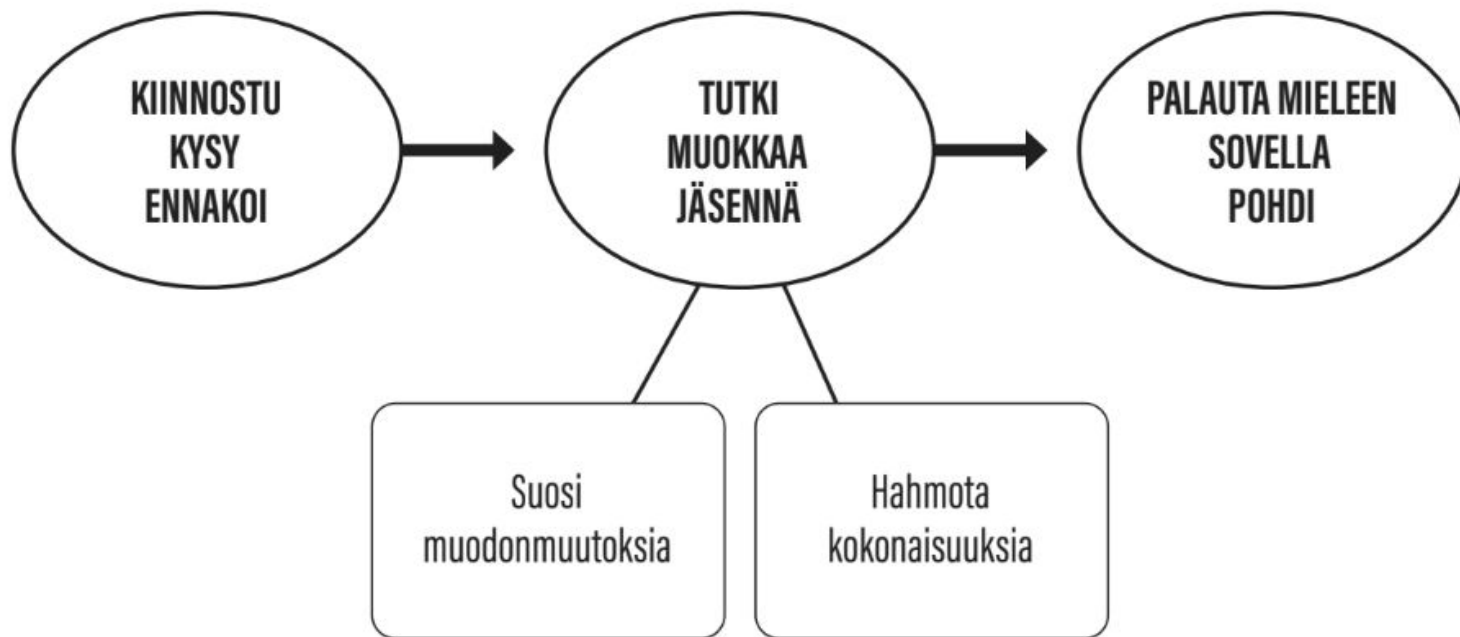 KIINNOSTU
KYSY
ENNAKOI
TUTKI
MUOKKAA
JÄSENNÄ
PALAUTA MIELEEN
SOVELLA
POHDI
Suosi
muodonmuutoksia
Hahmota
kokonaisuuksia